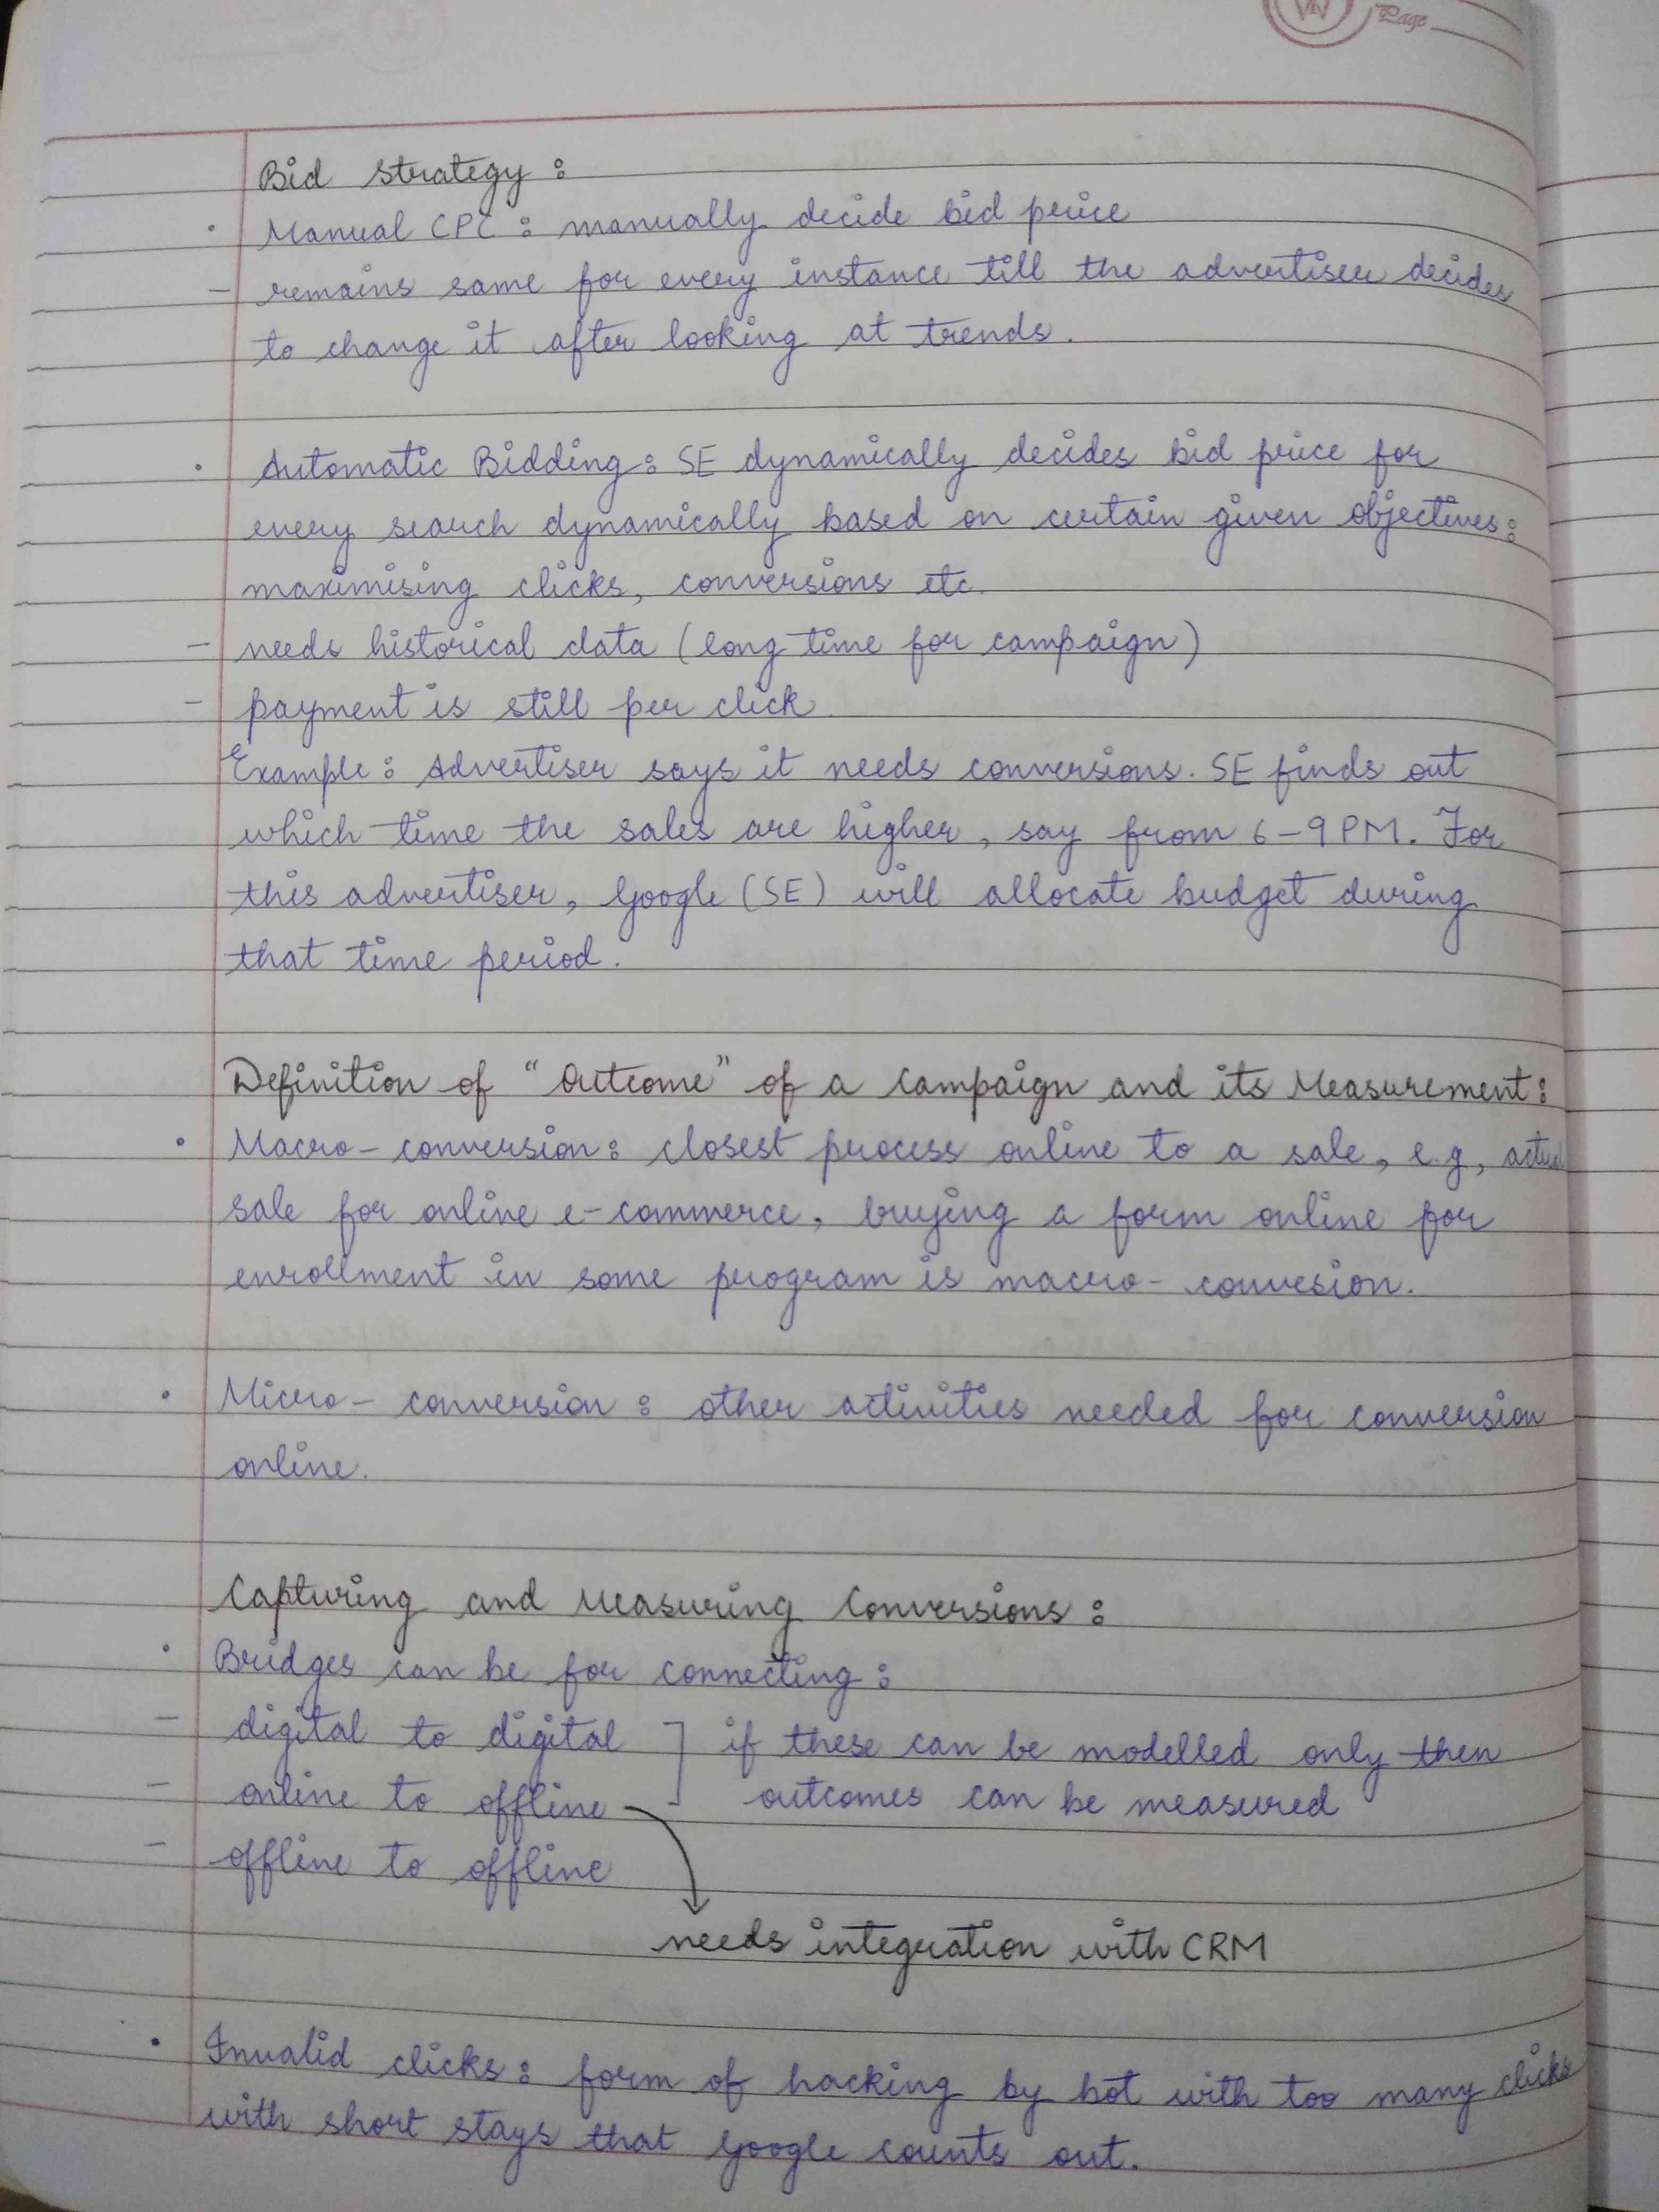 Page
Bid strategy :
• Manual CPC : manually decide bid price
– remains same for every instance till the advertiser decides
to change it after looking at trends.
• Automatic Bidding : SE dynamically decides bid price for
every search dynamically based on certain given objectives :
maximising clicks, conversions etc.
– needs historical data (long time for campaign)
– payment is still per click.
Example : Advertiser says it needs conversions. SE finds out
which time the sales are higher, say from 6–9 PM. For
this advertiser, Google (SE) will allocate budget during
that time period.
Definition of "Outcome" of a Campaign and its Measurement :
• Macro – conversion : closest process online to a sale, e.g, actual
sale for online e-commerce, buying a form online for
enrollment in some program is macro - convesion.
• Micro – conversion : other activities needed for conversion
online.
Capturing and Measuring Conversions :
• Bridges can be for connecting :
– digital to digital ] if these can be modelled only then
– online to offline ] outcomes can be measured
– offline to offline
needs integration with CRM
• Invalid clicks : form of hacking by bot with too many clicks
with short stays that Google counts out.